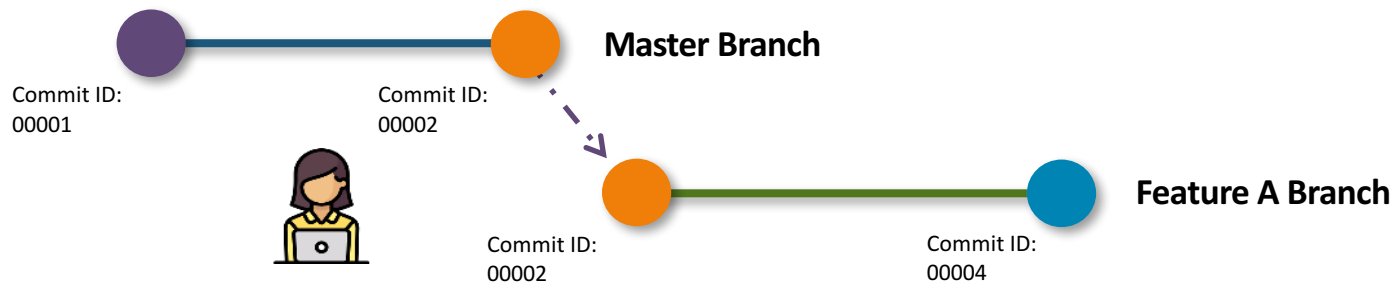 Master Branch
Commit ID:
00001
Commit ID:
00002
Feature A Branch
Commit ID:
00002
Commit ID:
00004